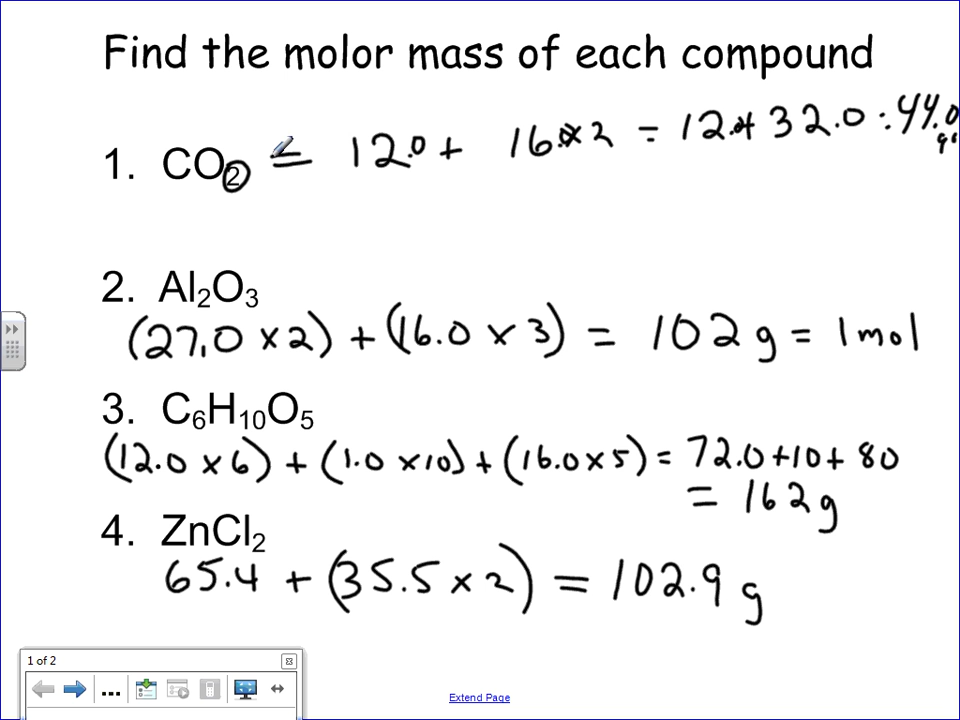 Find the molor mass of each compound
1. CO₂ = 12.0 + 16.0 x 2 = 12.0 + 32.0 = 44.0
2. Al₂O₃
(27.0 x 2) + (16.0 x 3) = 102 g = 1 mol
3. C₆H₁₀O₅
(12.0 x 6) + (1.0 x 10) + (16.0 x 5) = 72.0 + 10 + 80
= 162 g
4. ZnCl₂
65.4 + (35.5 x 2) = 102.9 g
1 of 2
...
Extend Page